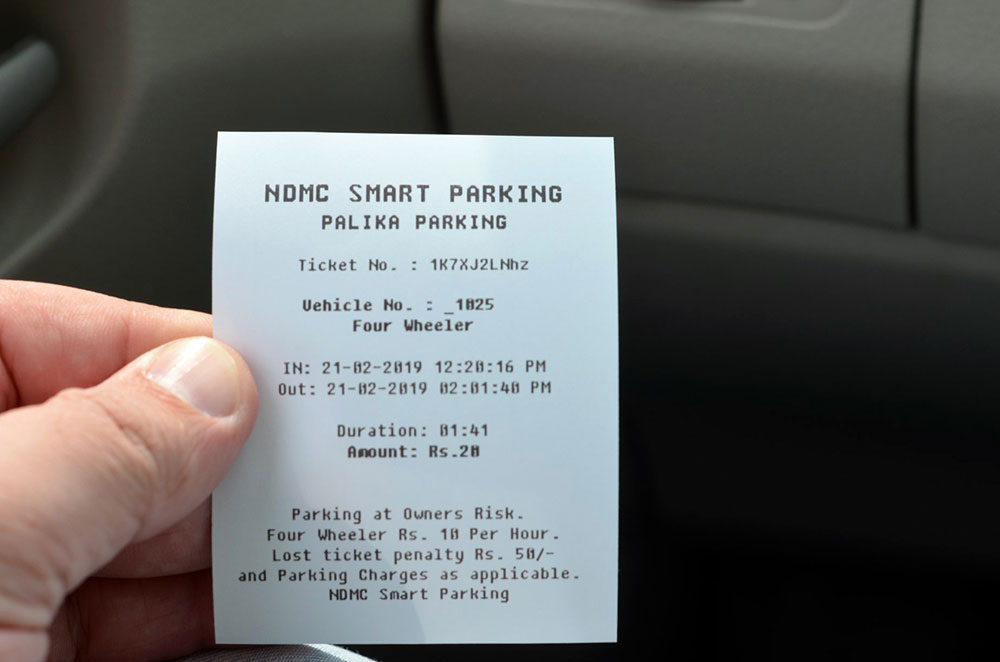 NDMC SMART PARKING
PALIKA PARKING
Ticket No. : 1K7XJ2LNhz
Vehicle No. : _1025
Four Wheeler
IN: 21-02-2019 12:20:16 PM
Out: 21-02-2019 02:01:40 PM
Duration: 01:41
Amount: Rs.20
Parking at Owners Risk.
Four Wheeler Rs. 10 Per Hour.
Lost ticket penalty Rs. 50/-
and Parking Charges as applicable.
NDMC Smart Parking